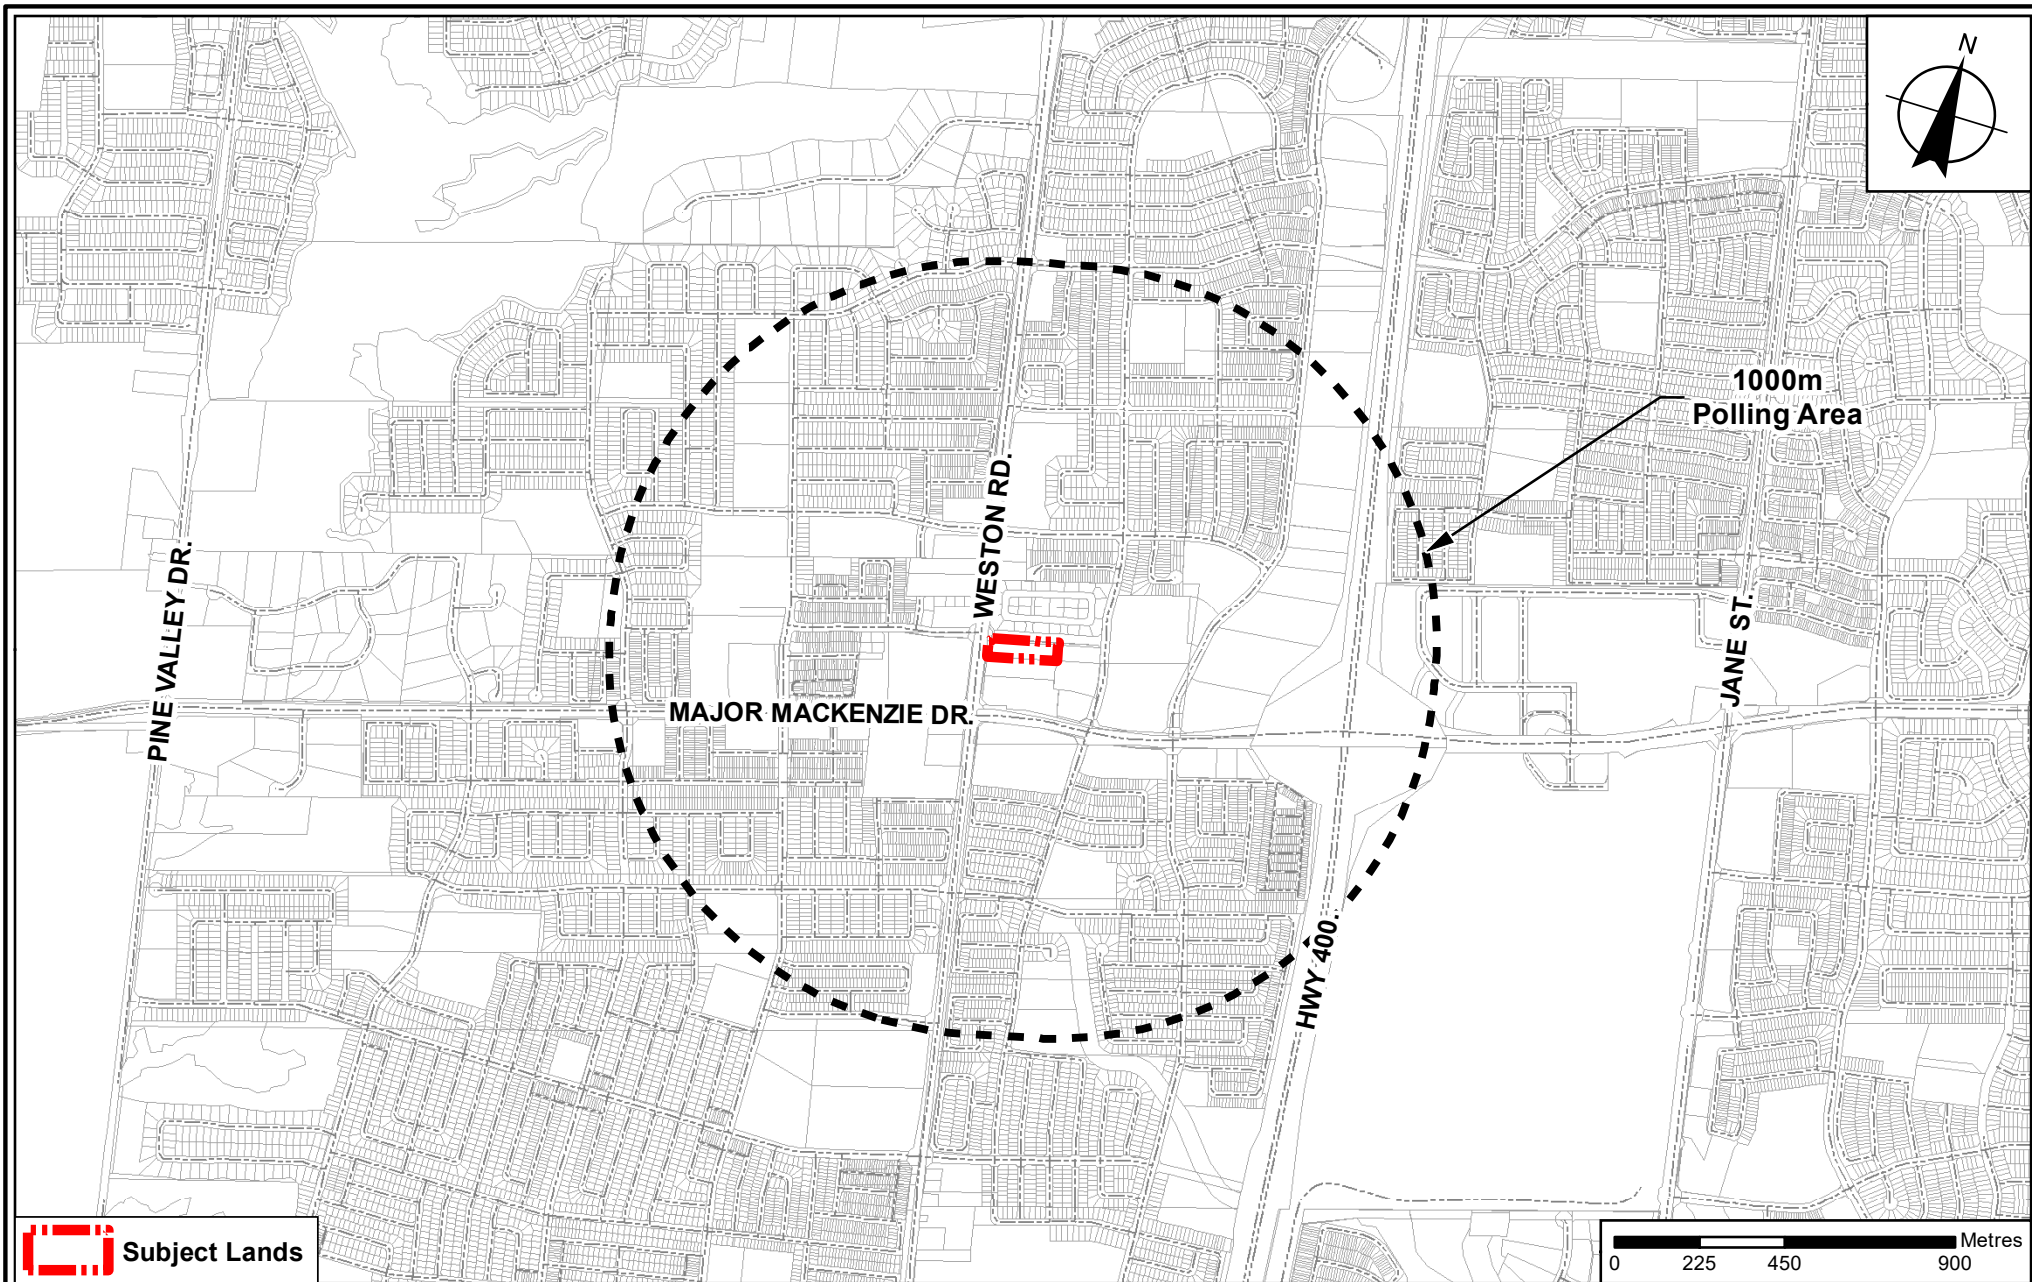 N
1000m
Polling Area
WESTON RD.
PINE VALLEY DR.
JANE ST.
MAJOR MACKENZIE DR.
HWY 400.
Subject Lands
Metres
0 225 450 900